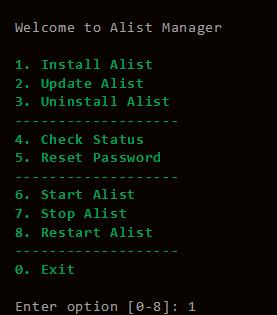 Welcome to Alist Manager
1. Install Alist
2. Update Alist
3. Uninstall Alist
-------------------
4. Check Status
5. Reset Password
-------------------
6. Start Alist
7. Stop Alist
8. Restart Alist
-------------------
0. Exit
Enter option [0-8]: 1